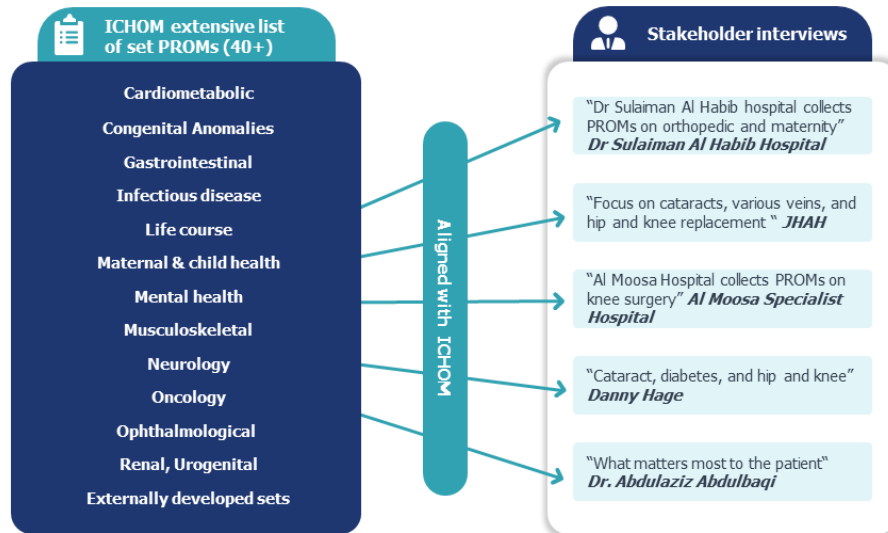 ICHOM extensive list
of set PROMs (40+)
Cardiometabolic
Congenital Anomalies
Gastrointestinal
Infectious disease
Life course
Maternal & child health
Mental health
Musculoskeletal
Neurology
Oncology
Ophthalmological
Renal, Urogenital
Externally developed sets
Aligned with ICHOM
Stakeholder interviews
“Dr Sulaiman Al Habib hospital collects
PROMs on orthopedic and maternity”
Dr Sulaiman Al Habib Hospital
“Focus on cataracts, various veins, and
hip and knee replacement “ JHAH
“Al Moosa Hospital collects PROMs on
knee surgery” Al Moosa Specialist
Hospital
“Cataract, diabetes, and hip and knee”
Danny Hage
“What matters most to the patient“
Dr. Abdulaziz Abdulbaqi